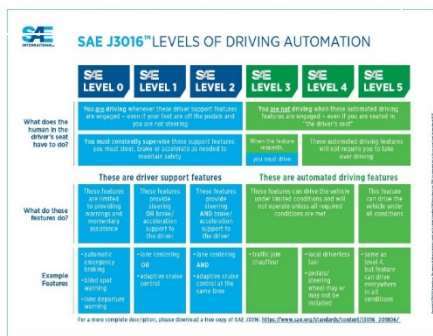 SAE
INTERNATIONAL
SAE J3016™ LEVELS OF DRIVING AUTOMATION
SAE
LEVEL 0
SAE
LEVEL 1
SAE
LEVEL 2
SAE
LEVEL 3
SAE
LEVEL 4
SAE
LEVEL 5
What does the
human in the
driver's seat
have to do?
You are driving whenever these driver support features
are engaged – even if your feet are off the pedals and
you are not steering
You are not driving when these automated driving
features are engaged – even if you are seated in
"the driver's seat"
You must constantly supervise these support features;
you must steer, brake or accelerate as needed to
maintain safety
When the feature
requests,
you must drive
These automated driving features
will not require you to take
over driving
These are driver support features
These are automated driving features
What do these
features do?
These features
are limited
to providing
warnings and
momentary
assistance
These features
provide
steering
OR brake/
acceleration
support to
the driver
These features
provide
steering
AND brake/
acceleration
support to
the driver
These features can drive the vehicle
under limited conditions and will
not operate unless all required
conditions are met
This feature
can drive the
vehicle under
all conditions
Example
Features
• automatic
emergency
braking
• blind spot
warning
• lane departure
warning
• lane centering
OR
• adaptive cruise
control
• lane centering
AND
• adaptive cruise
control at the
same time
• traffic jam
chauffeur
• local driverless
taxi
• pedals/
steering
wheel may or
may not be
installed
• same as
level 4,
but feature
can drive
everywhere
in all
conditions
For a more complete description, please download a free copy of SAE J3016: https://www.sae.org/standards/content/J3016_201806/